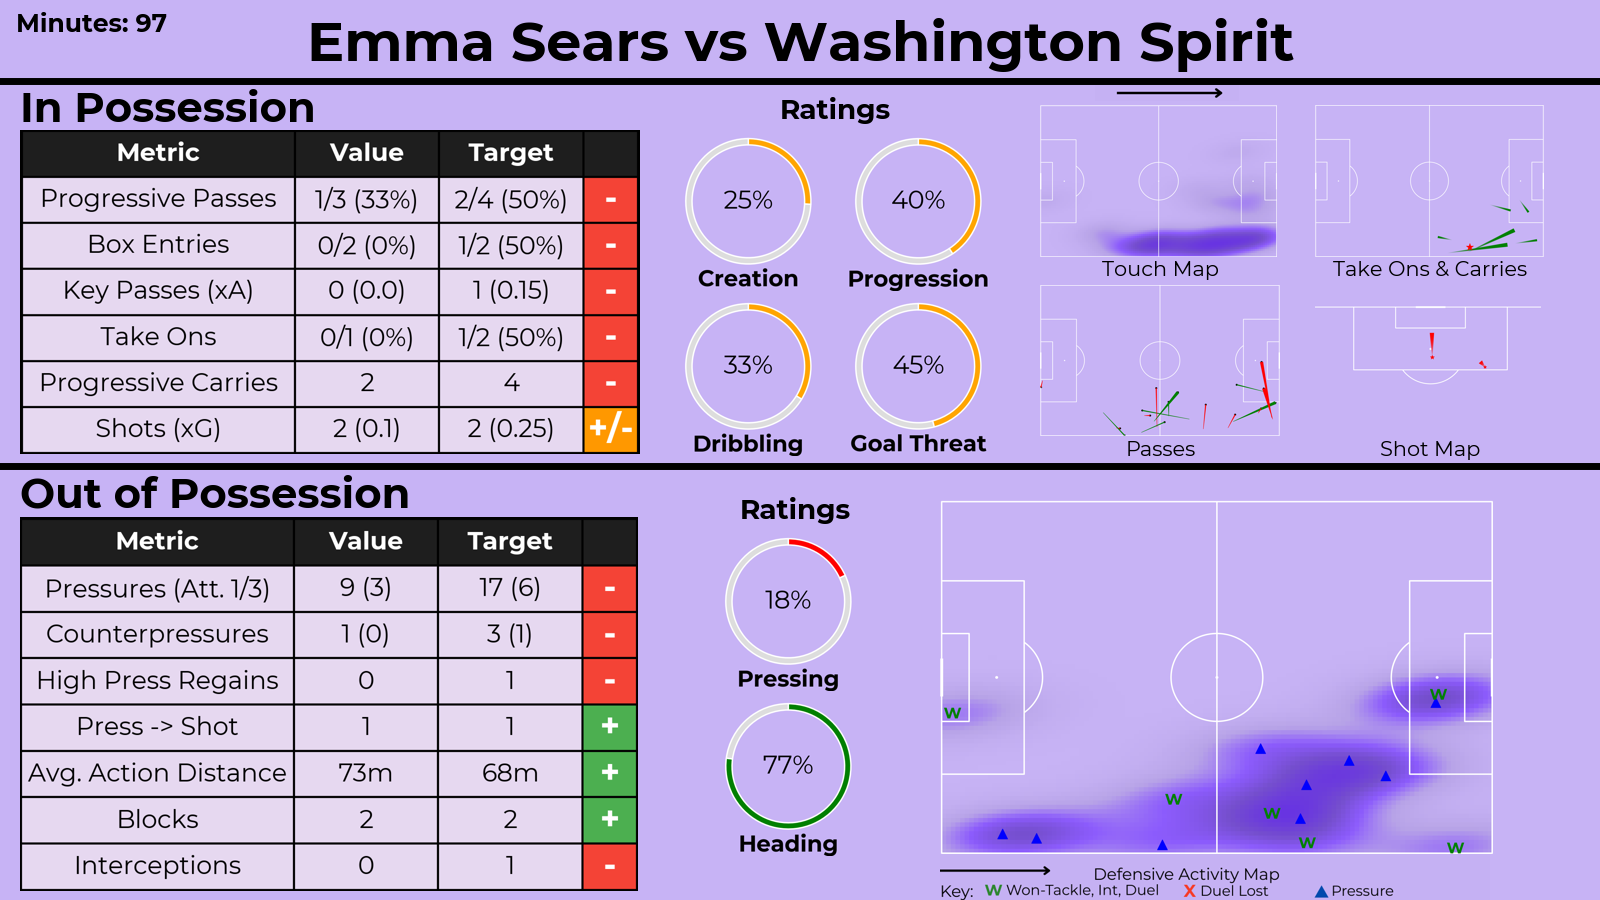 Minutes: 97
Emma Sears vs Washington Spirit
In Possession
Metric Value Target
Progressive Passes 1/3 (33%) 2/4 (50%) -
Box Entries 0/2 (0%) 1/2 (50%) -
Key Passes (xA) 0 (0.0) 1 (0.15) -
Take Ons 0/1 (0%) 1/2 (50%) -
Progressive Carries 2 4 -
Shots (xG) 2 (0.1) 2 (0.25) +/-
Ratings
25% 40%
Creation Progression
33% 45%
Dribbling Goal Threat
Touch Map Take Ons & Carries
Passes Shot Map
Out of Possession
Metric Value Target
Pressures (Att. 1/3) 9 (3) 17 (6) -
Counterpressures 1 (0) 3 (1) -
High Press Regains 0 1 -
Press -> Shot 1 1 +
Avg. Action Distance 73m 68m +
Blocks 2 2 +
Interceptions 0 1 -
Ratings
18%
Pressing
77%
Heading
W
W
W
W
W
W
Defensive Activity Map
Key: W Won-Tackle, Int, Duel X Duel Lost Pressure